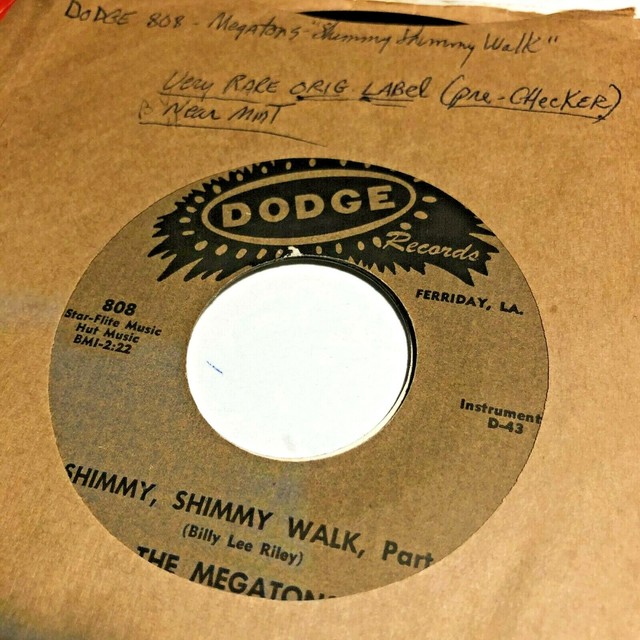 DODGE 808 - Megatons "Shimmy Shimmy Walk"
Very RARE ORIG LABEL (pre-CHecKER)
Near MINT
DODGE
Records
FERRIDAY, LA.
808
Star-Flite Music
Hut Music
BMI-2:22
Instrument
D-43
SHIMMY, SHIMMY WALK, Part
(Billy Lee Riley)
THE MEGATON